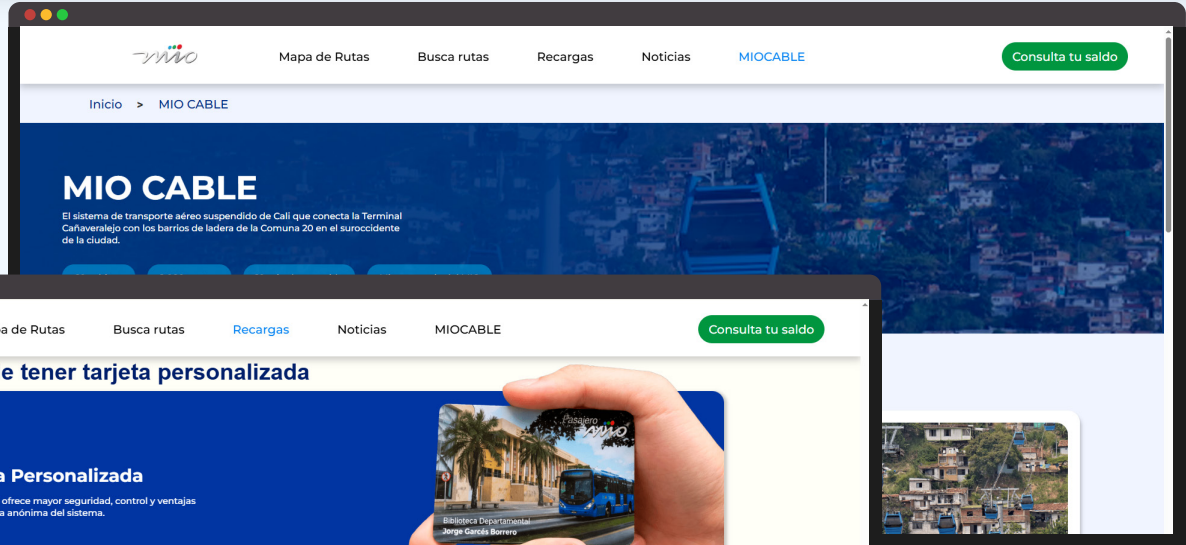 mio
Mapa de Rutas
Busca rutas
Recargas
Noticias
MIOCABLE
Consulta tu saldo
Inicio > MIO CABLE
MIO CABLE
El sistema de transporte aéreo suspendido de Cali que conecta la Terminal
Cañaveralejo con los barrios de ladera de la Comuna 20 en el suroccidente
de la ciudad.
a de Rutas
Busca rutas
Recargas
Noticias
MIOCABLE
Consulta tu saldo
e tener tarjeta personalizada
a Personalizada
ofrece mayor seguridad, control y ventajas
a anónima del sistema.
Pasajero
mio
Biblioteca Departamental
Jorge Garcés Borrero